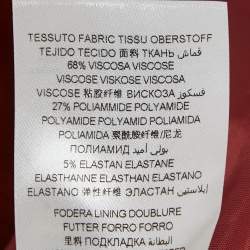 TESSUTO FABRIC TISSU OBERSTOFF
TEJIDO TECIDO 面料 ТКАНЬ قماش
68% VISCOSA VISCOSE
VISCOSE VISKOSE VISCOSA
VISCOSE 粘胶纤维 ВИСКОЗА فسكوز
27% POLIAMMIDE POLYAMIDE
POLYAMIDE POLYAMID POLIAMIDA
POLIAMIDA 聚酰胺纤维/尼龙
ПОЛИАМИД بولي أميد
5% ELASTAN ELASTANE
ELASTHANNE ELASTHAN ELASTANO
ELASTANO 弹性纤维 ЭЛАСТАН إيلاستين
FODERA LINING DOUBLURE
FUTTER FORRO FORRO
里料 ПОДКЛАДКА البطانة